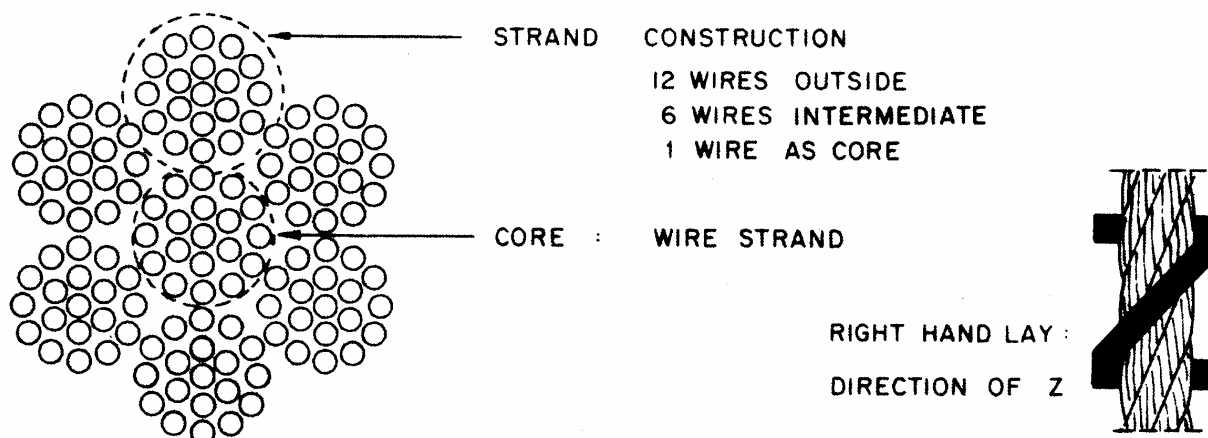 STRAND CONSTRUCTION
12 WIRES OUTSIDE
6 WIRES INTERMEDIATE
1 WIRE AS CORE
CORE : WIRE STRAND
RIGHT HAND LAY :
DIRECTION OF Z